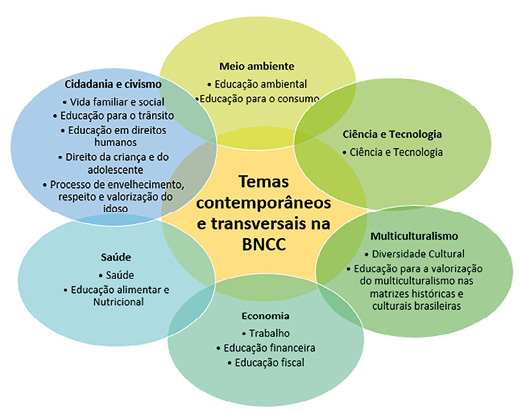 Meio ambiente
• Educação ambiental
•Educação para o consumo
Cidadania e civismo
• Vida familiar e social
• Educação para o trânsito
• Educação em direitos
humanos
• Direito da criança e do
adolescente
• Processo de envelhecimento,
respeito e valorização do
idoso
Ciência e Tecnologia
• Ciência e Tecnologia
Temas
contemporâneos
e transversais na
BNCC
Multiculturalismo
• Diversidade Cultural
• Educação para a valorização
do multiculturalismo nas
matrizes históricas e
culturais brasileiras
Saúde
• Saúde
• Educação alimentar e
Nutricional
Economia
• Trabalho
• Educação financeira
• Educação fiscal